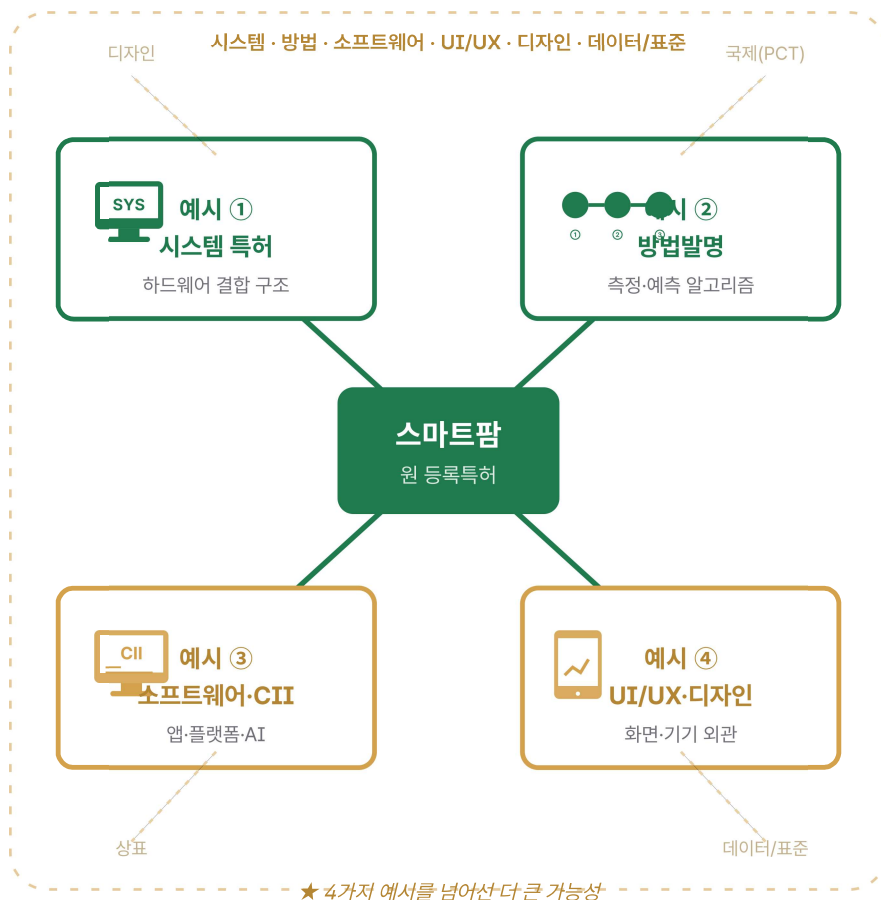 시스템 · 방법 · 소프트웨어 · UI/UX · 디자인 · 데이터/표준
디자인
국제(PCT)
SYS
예시 ①
시스템 특허
하드웨어 결합 구조
① ② ③
예시 ②
방법발명
측정·예측 알고리즘
스마트팜
원 등록특허
CII
예시 ③
소프트웨어·CII
앱·플랫폼·AI
예시 ④
UI/UX·디자인
화면·기기 외관
상표
데이터/표준
★ 4가저 예서를 넘어선 더 큰 가능성